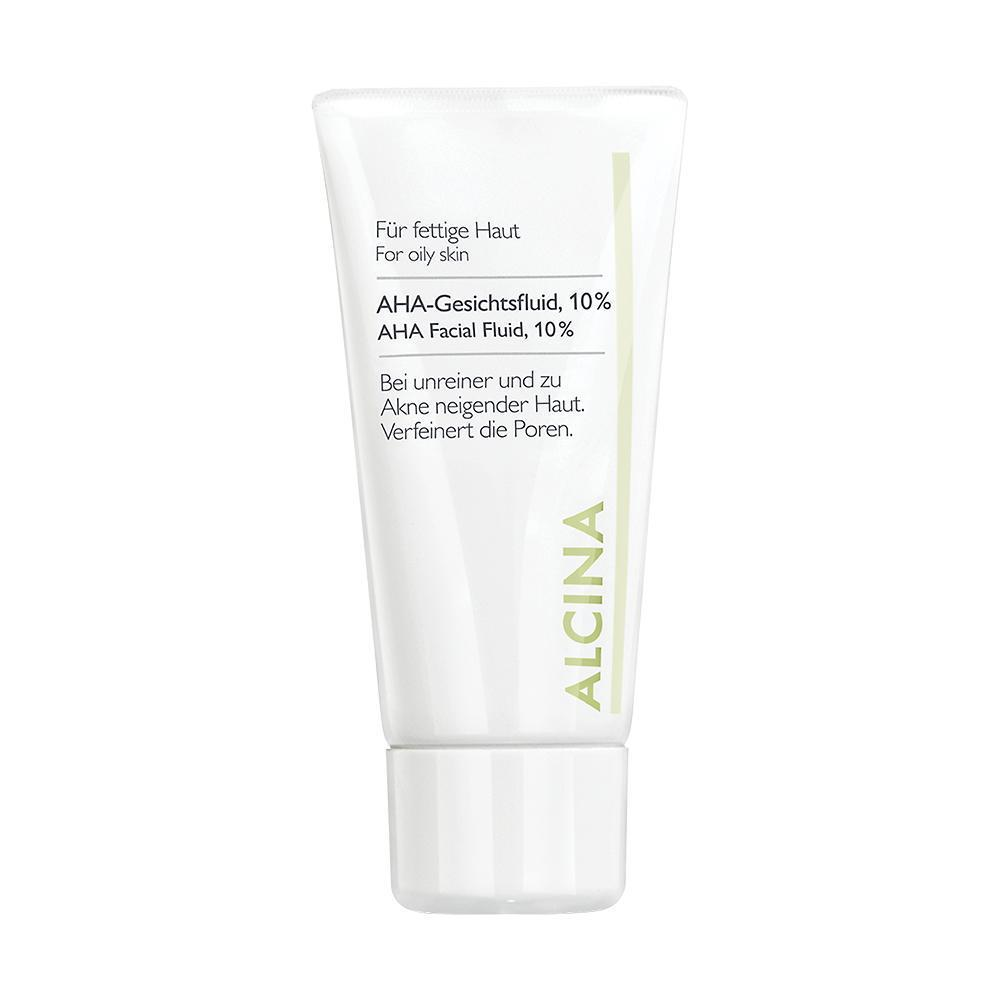 Für fettige Haut
For oily skin
AHA-Gesichtsfluid, 10%
AHA Facial Fluid, 10%
Bei unreiner und zu
Akne neigender Haut.
Verfeinert die Poren.
ALCINA